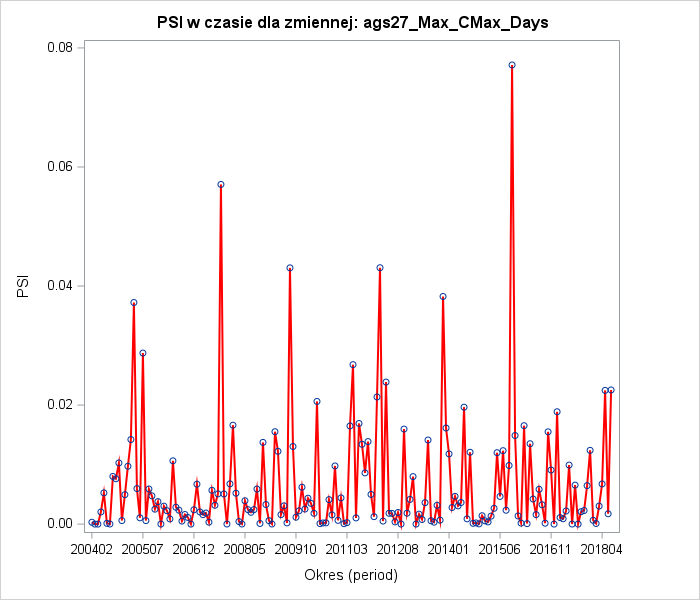 PSI w czasie dla zmiennej: ags27_Max_CMax_Days
0.08
0.06
0.04
0.02
0.00
PSI
200402 200507 200612 200805 200910 201103 201208 201401 201506 201611 201804
Okres (period)